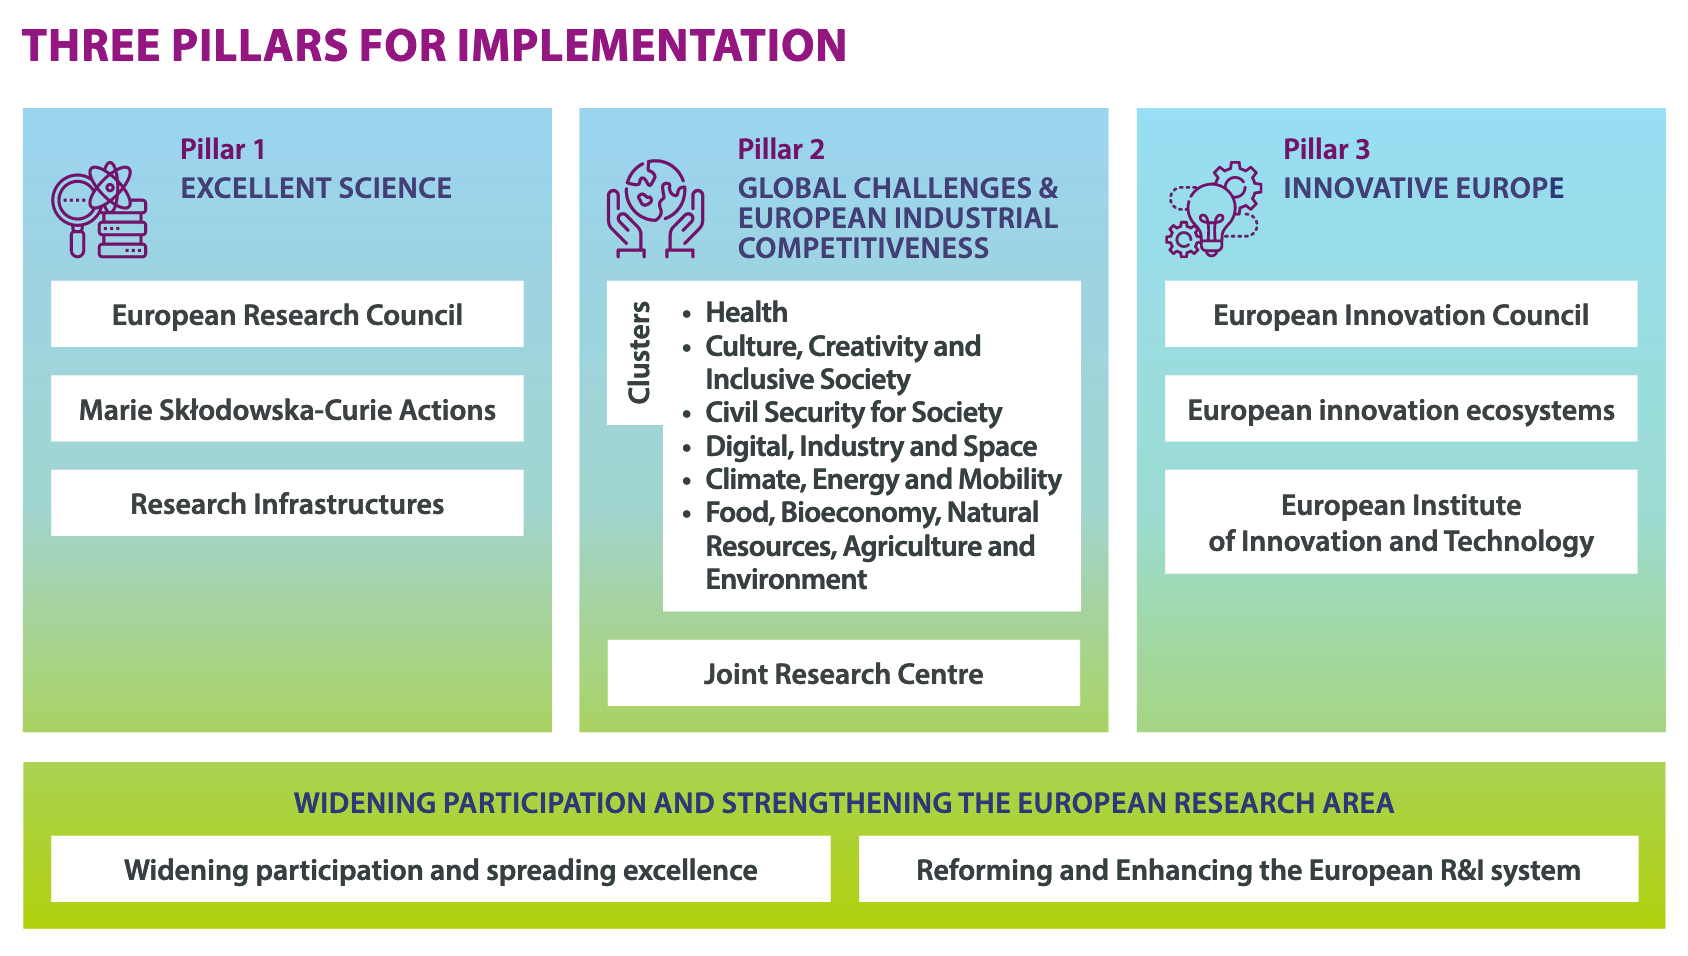 THREE PILLARS FOR IMPLEMENTATION
Pillar 1
EXCELLENT SCIENCE
European Research Council
Marie Skłodowska-Curie Actions
Research Infrastructures
Pillar 2
GLOBAL CHALLENGES &
EUROPEAN INDUSTRIAL
COMPETITIVENESS
Clusters
• Health
• Culture, Creativity and
Inclusive Society
• Civil Security for Society
• Digital, Industry and Space
• Climate, Energy and Mobility
• Food, Bioeconomy, Natural
Resources, Agriculture and
Environment
Joint Research Centre
Pillar 3
INNOVATIVE EUROPE
European Innovation Council
European innovation ecosystems
European Institute
of Innovation and Technology
WIDENING PARTICIPATION AND STRENGTHENING THE EUROPEAN RESEARCH AREA
Widening participation and spreading excellence
Reforming and Enhancing the European R&I system